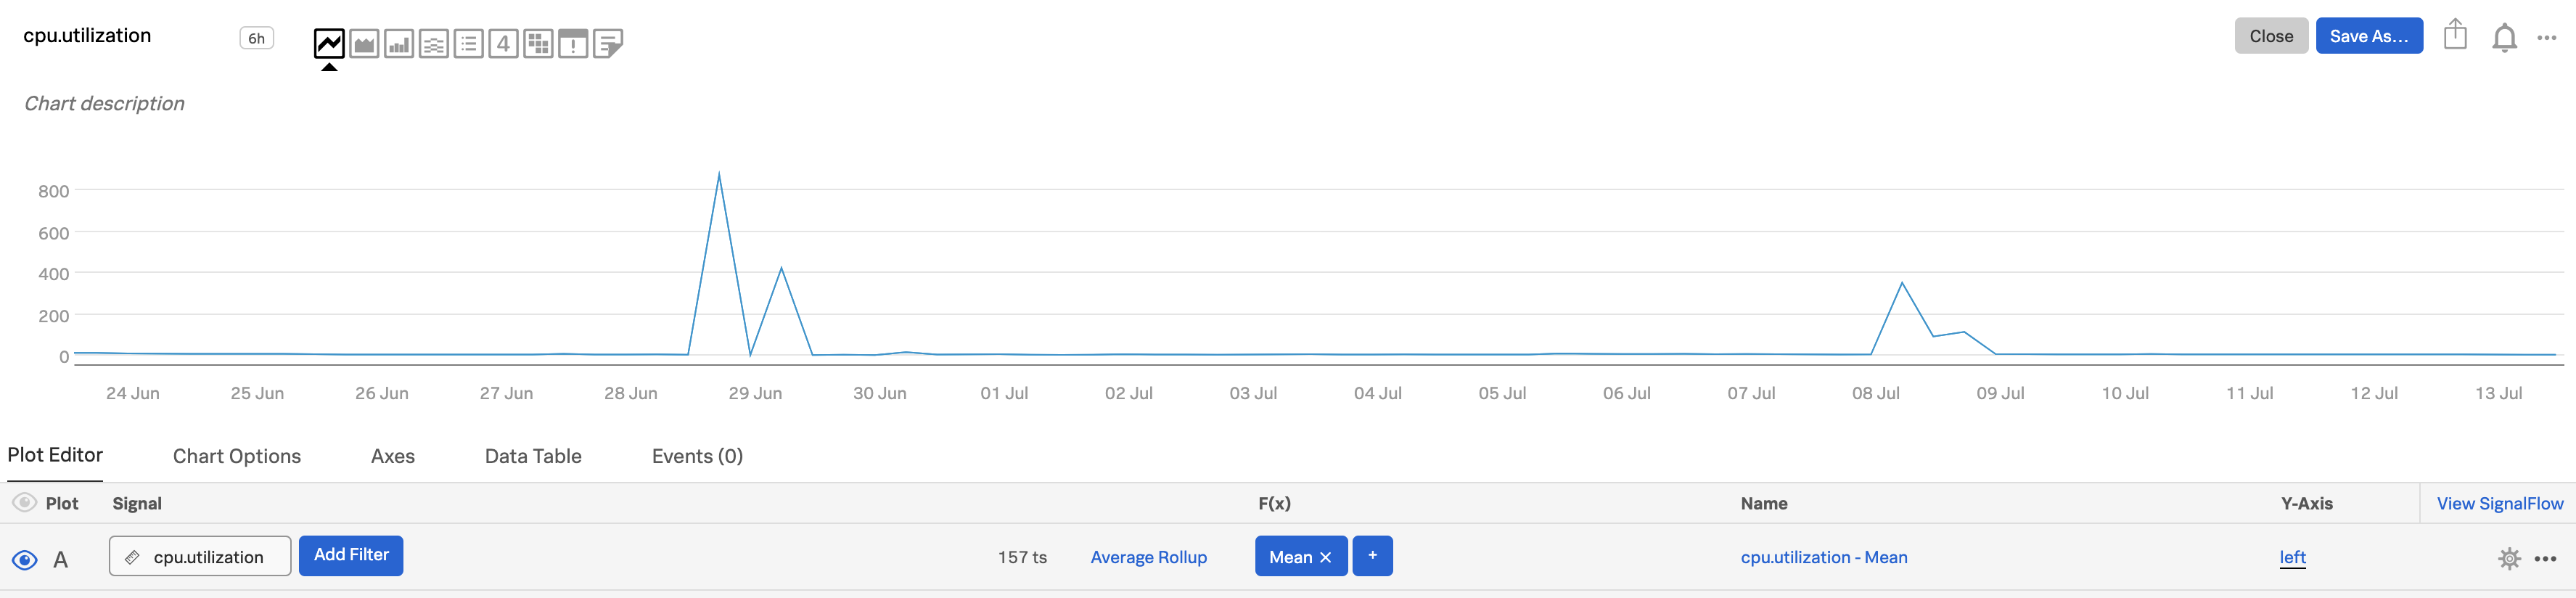 cpu.utilization 6h 4 Close Save As...
Chart description
800
600
400
200
0
24 Jun 25 Jun 26 Jun 27 Jun 28 Jun 29 Jun 30 Jun 01 Jul 02 Jul 03 Jul 04 Jul 05 Jul 06 Jul 07 Jul 08 Jul 09 Jul 10 Jul 11 Jul 12 Jul 13 Jul
Plot Editor Chart Options Axes Data Table Events (0)
Plot Signal F(x) Name Y-Axis View SignalFlow
A cpu.utilization Add Filter 157 ts Average Rollup Mean × + cpu.utilization - Mean left